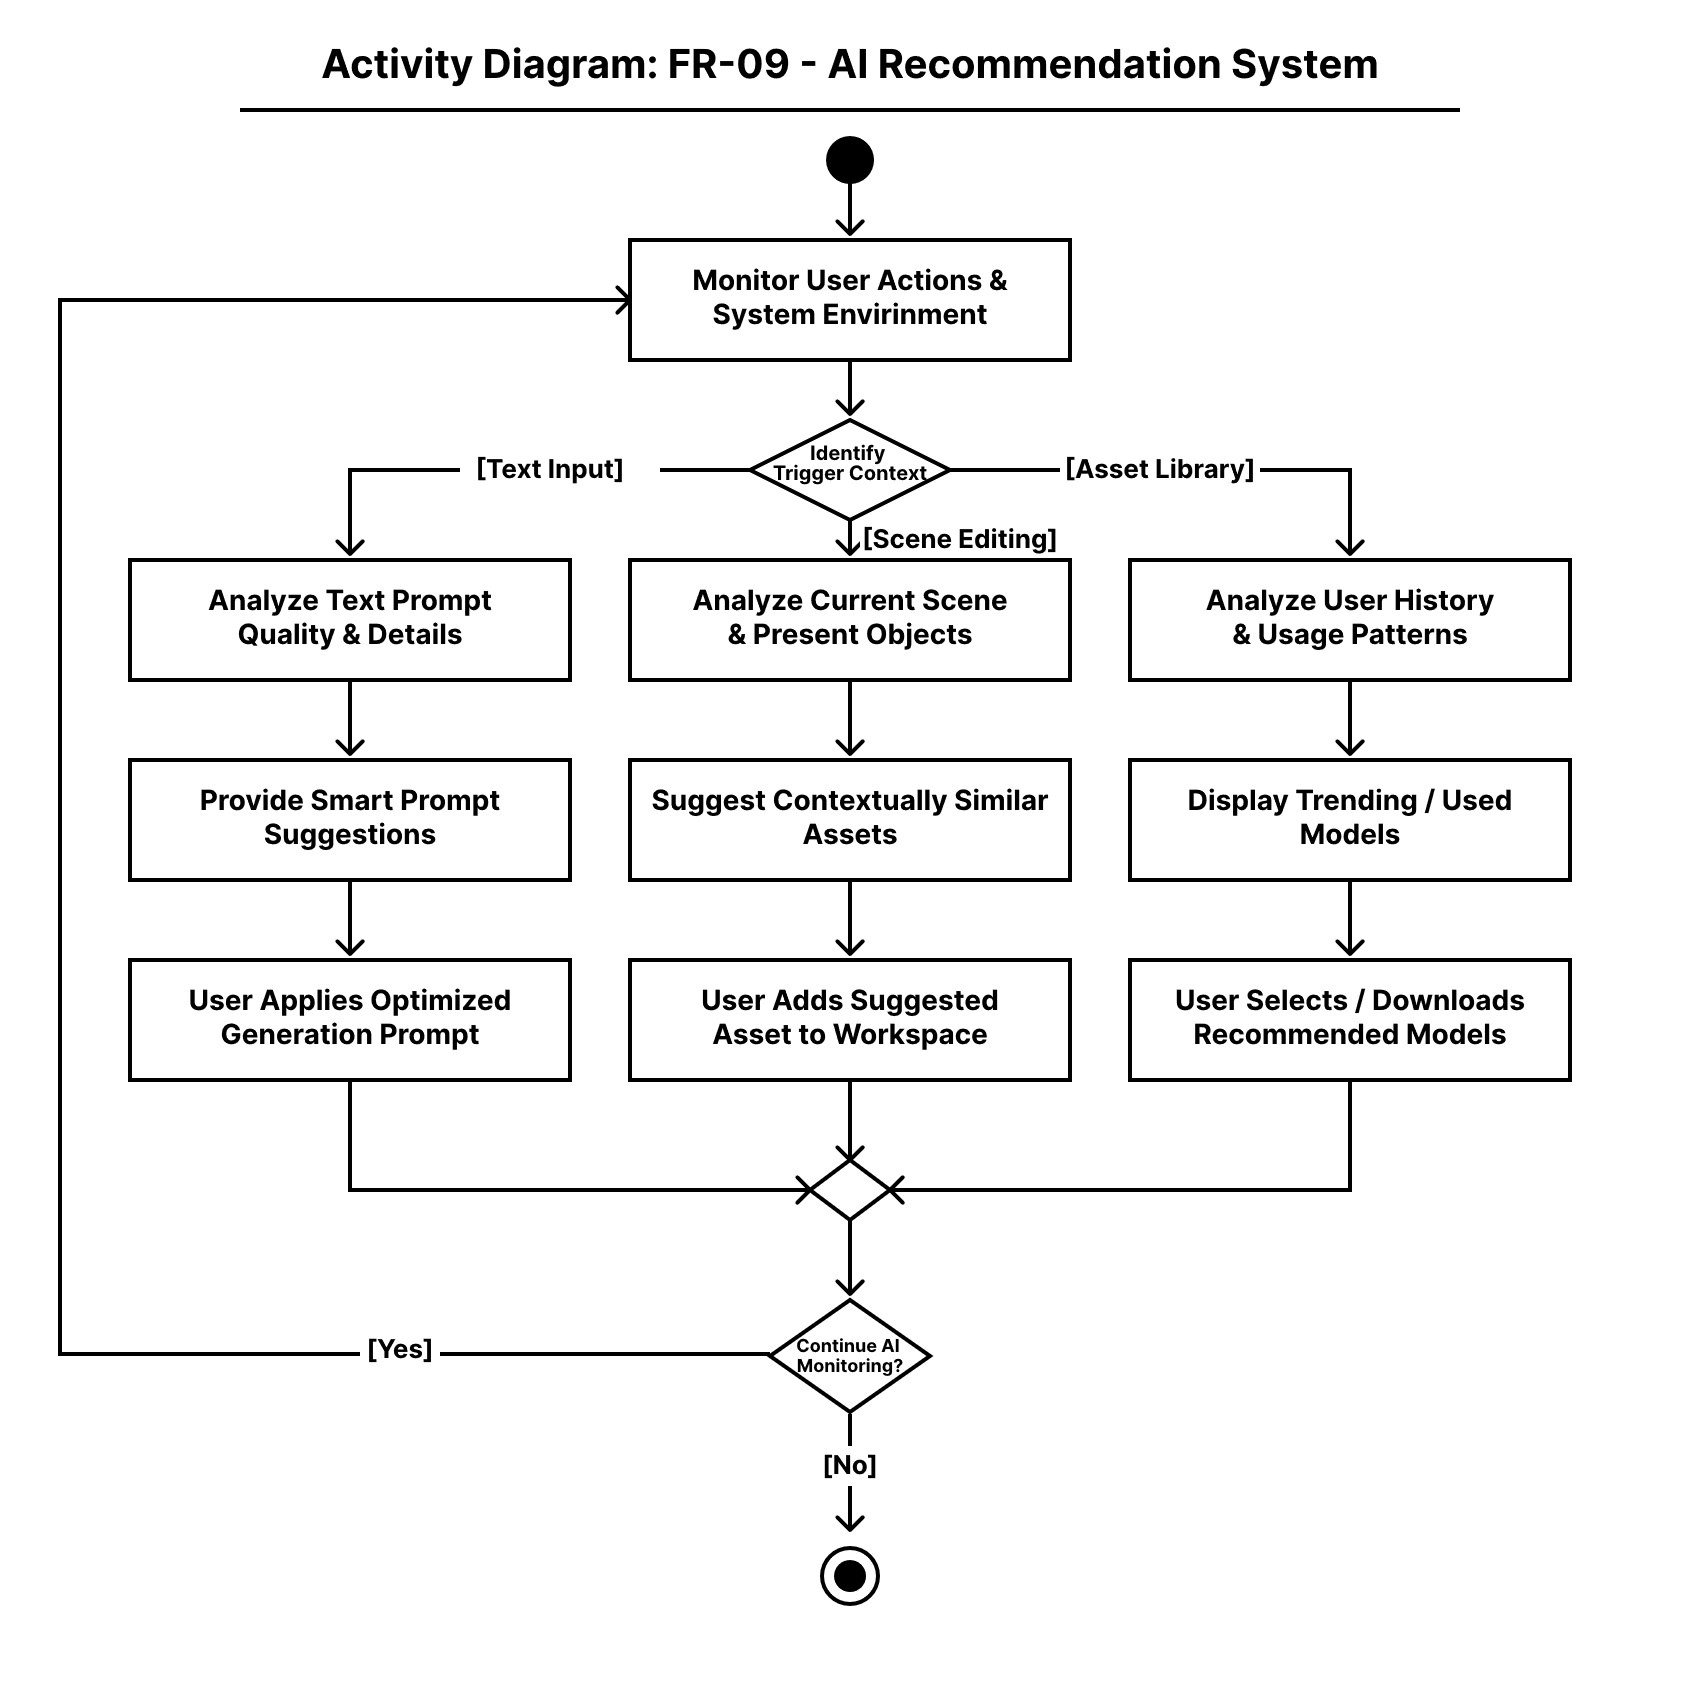 Activity Diagram: FR-09 - AI Recommendation System
Monitor User Actions &
System Envirinment
Identify
Trigger Context
[Text Input]
[Asset Library]
[Scene Editing]
Analyze Text Prompt
Quality & Details
Analyze Current Scene
& Present Objects
Analyze User History
& Usage Patterns
Provide Smart Prompt
Suggestions
Suggest Contextually Similar
Assets
Display Trending / Used
Models
User Applies Optimized
Generation Prompt
User Adds Suggested
Asset to Workspace
User Selects / Downloads
Recommended Models
Continue AI
Monitoring?
[Yes]
[No]